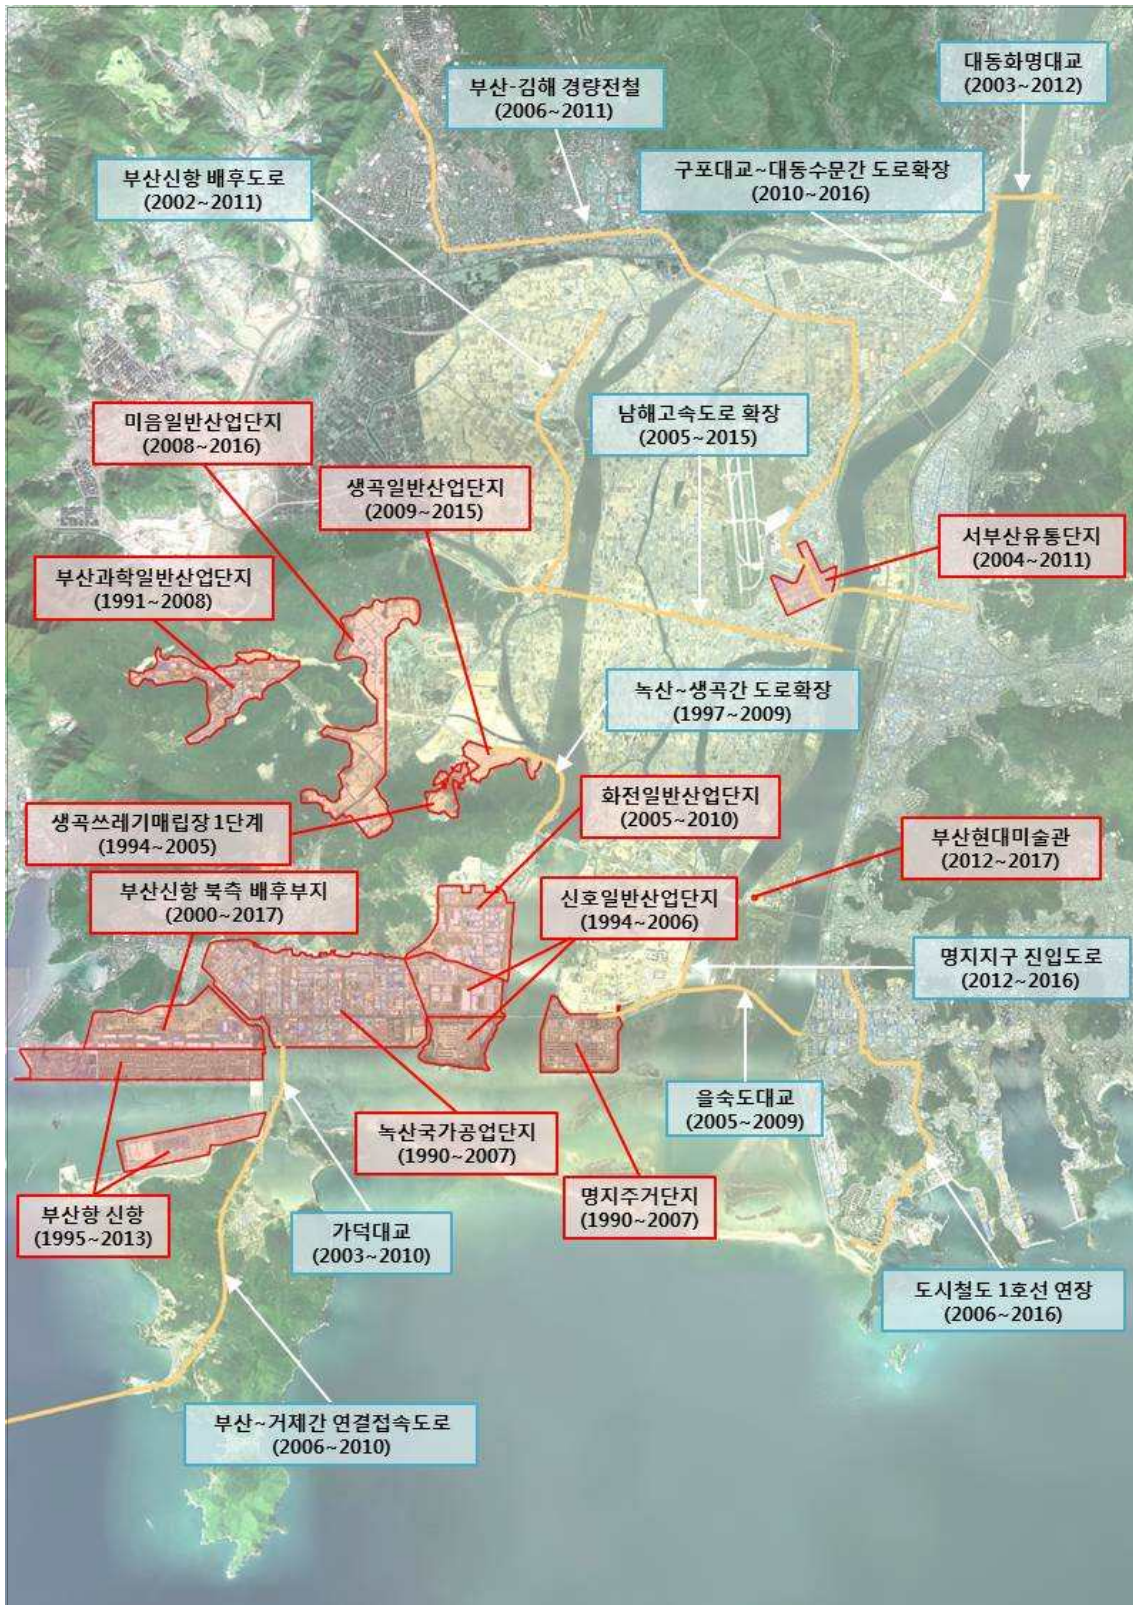 대동화명대교
(2003~2012)
부산-김해 경량전철
(2006~2011)
구포대교~대동수문간 도로확장
(2010~2016)
부산신항 배후도로
(2002~2011)
미음일반산업단지
(2008~2016)
남해고속도로 확장
(2005~2015)
생곡일반산업단지
(2009~2015)
서부산유통단지
(2004~2011)
부산과학일반산업단지
(1991~2008)
녹산~생곡간 도로확장
(1997~2009)
화전일반산업단지
(2005~2010)
생곡쓰레기매립장 1단계
(1994~2005)
부산현대미술관
(2012~2017)
부산신항 북측 배후부지
(2000~2017)
신호일반산업단지
(1994~2006)
명지지구 진입도로
(2012~2016)
을숙도대교
(2005~2009)
녹산국가공업단지
(1990~2007)
명지주거단지
(1990~2007)
부산항 신항
(1995~2013)
가덕대교
(2003~2010)
도시철도 1호선 연장
(2006~2016)
부산~거제간 연결접속도로
(2006~2010)